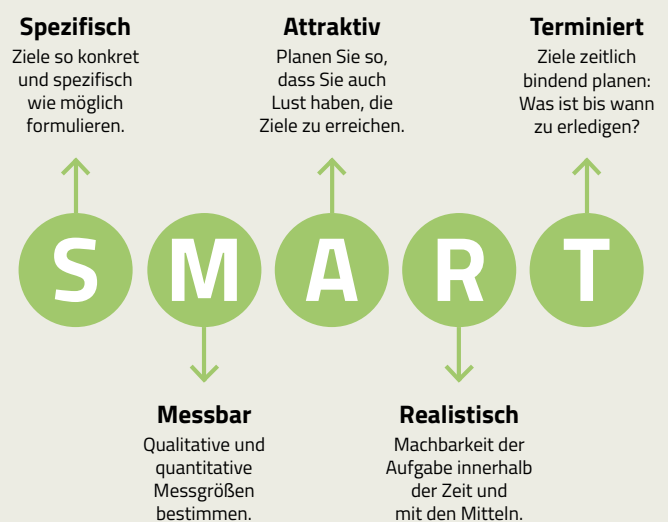 Spezifisch
Ziele so konkret
und spezifisch
wie möglich
formulieren.
Attraktiv
Planen Sie so,
dass Sie auch
Lust haben, die
Ziele zu erreichen.
Terminiert
Ziele zeitlich
bindend planen:
Was ist bis wann
zu erledigen?
S M A R T
Messbar
Qualitative und
quantitative
Messgrößen
bestimmen.
Realistisch
Machbarkeit der
Aufgabe innerhalb
der Zeit und
mit den Mitteln.